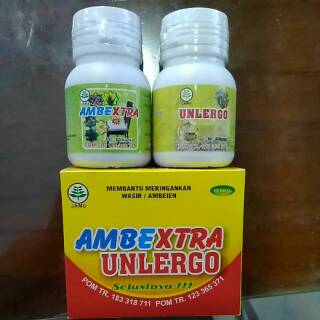 AMBEXTRA
UNLERGO
JAMU
MEMBANTU MERINGANKAN
WASIR / AMBEIEN
HERBAL
AMBEXTRA
UNLERGO
Solusinya !!!
POM TR. 183 318 711 POM TR. 123 365 371